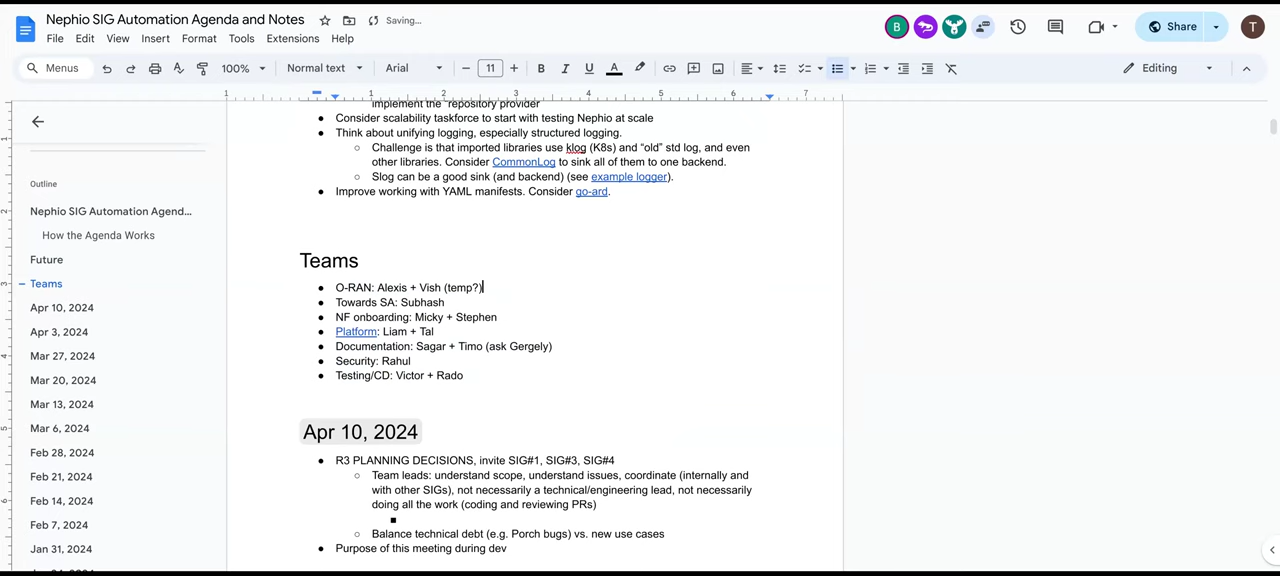 Nephio SIG Automation Agenda and Notes
Saving...
File Edit View Insert Format Tools Extensions Help
B
Share
T
Menus
100%
Normal text
Arial
11
Editing
1 1 2 3 4 5 6 7
Outline
Nephio SIG Automation Agend...
How the Agenda Works
Future
Teams
Apr 10, 2024
Apr 3, 2024
Mar 27, 2024
Mar 20, 2024
Mar 13, 2024
Mar 6, 2024
Feb 28, 2024
Feb 21, 2024
Feb 14, 2024
Feb 7, 2024
Jan 31, 2024
implement the "repository provider
Consider scalability taskforce to start with testing Nephio at scale
Think about unifying logging, especially structured logging.
Challenge is that imported libraries use klog (K8s) and "old" std log, and even
other libraries. Consider CommonLog to sink all of them to one backend.
Slog can be a good sink (and backend) (see example logger).
Improve working with YAML manifests. Consider go-ard.
Teams
O-RAN: Alexis + Vish (temp?)
Towards SA: Subhash
NF onboarding: Micky + Stephen
Platform: Liam + Tal
Documentation: Sagar + Timo (ask Gergely)
Security: Rahul
Testing/CD: Victor + Rado
Apr 10, 2024
R3 PLANNING DECISIONS, invite SIG#1, SIG#3, SIG#4
Team leads: understand scope, understand issues, coordinate (internally and
with other SIGs), not necessarily a technical/engineering lead, not necessarily
doing all the work (coding and reviewing PRs)
Balance technical debt (e.g. Porch bugs) vs. new use cases
Purpose of this meeting during dev